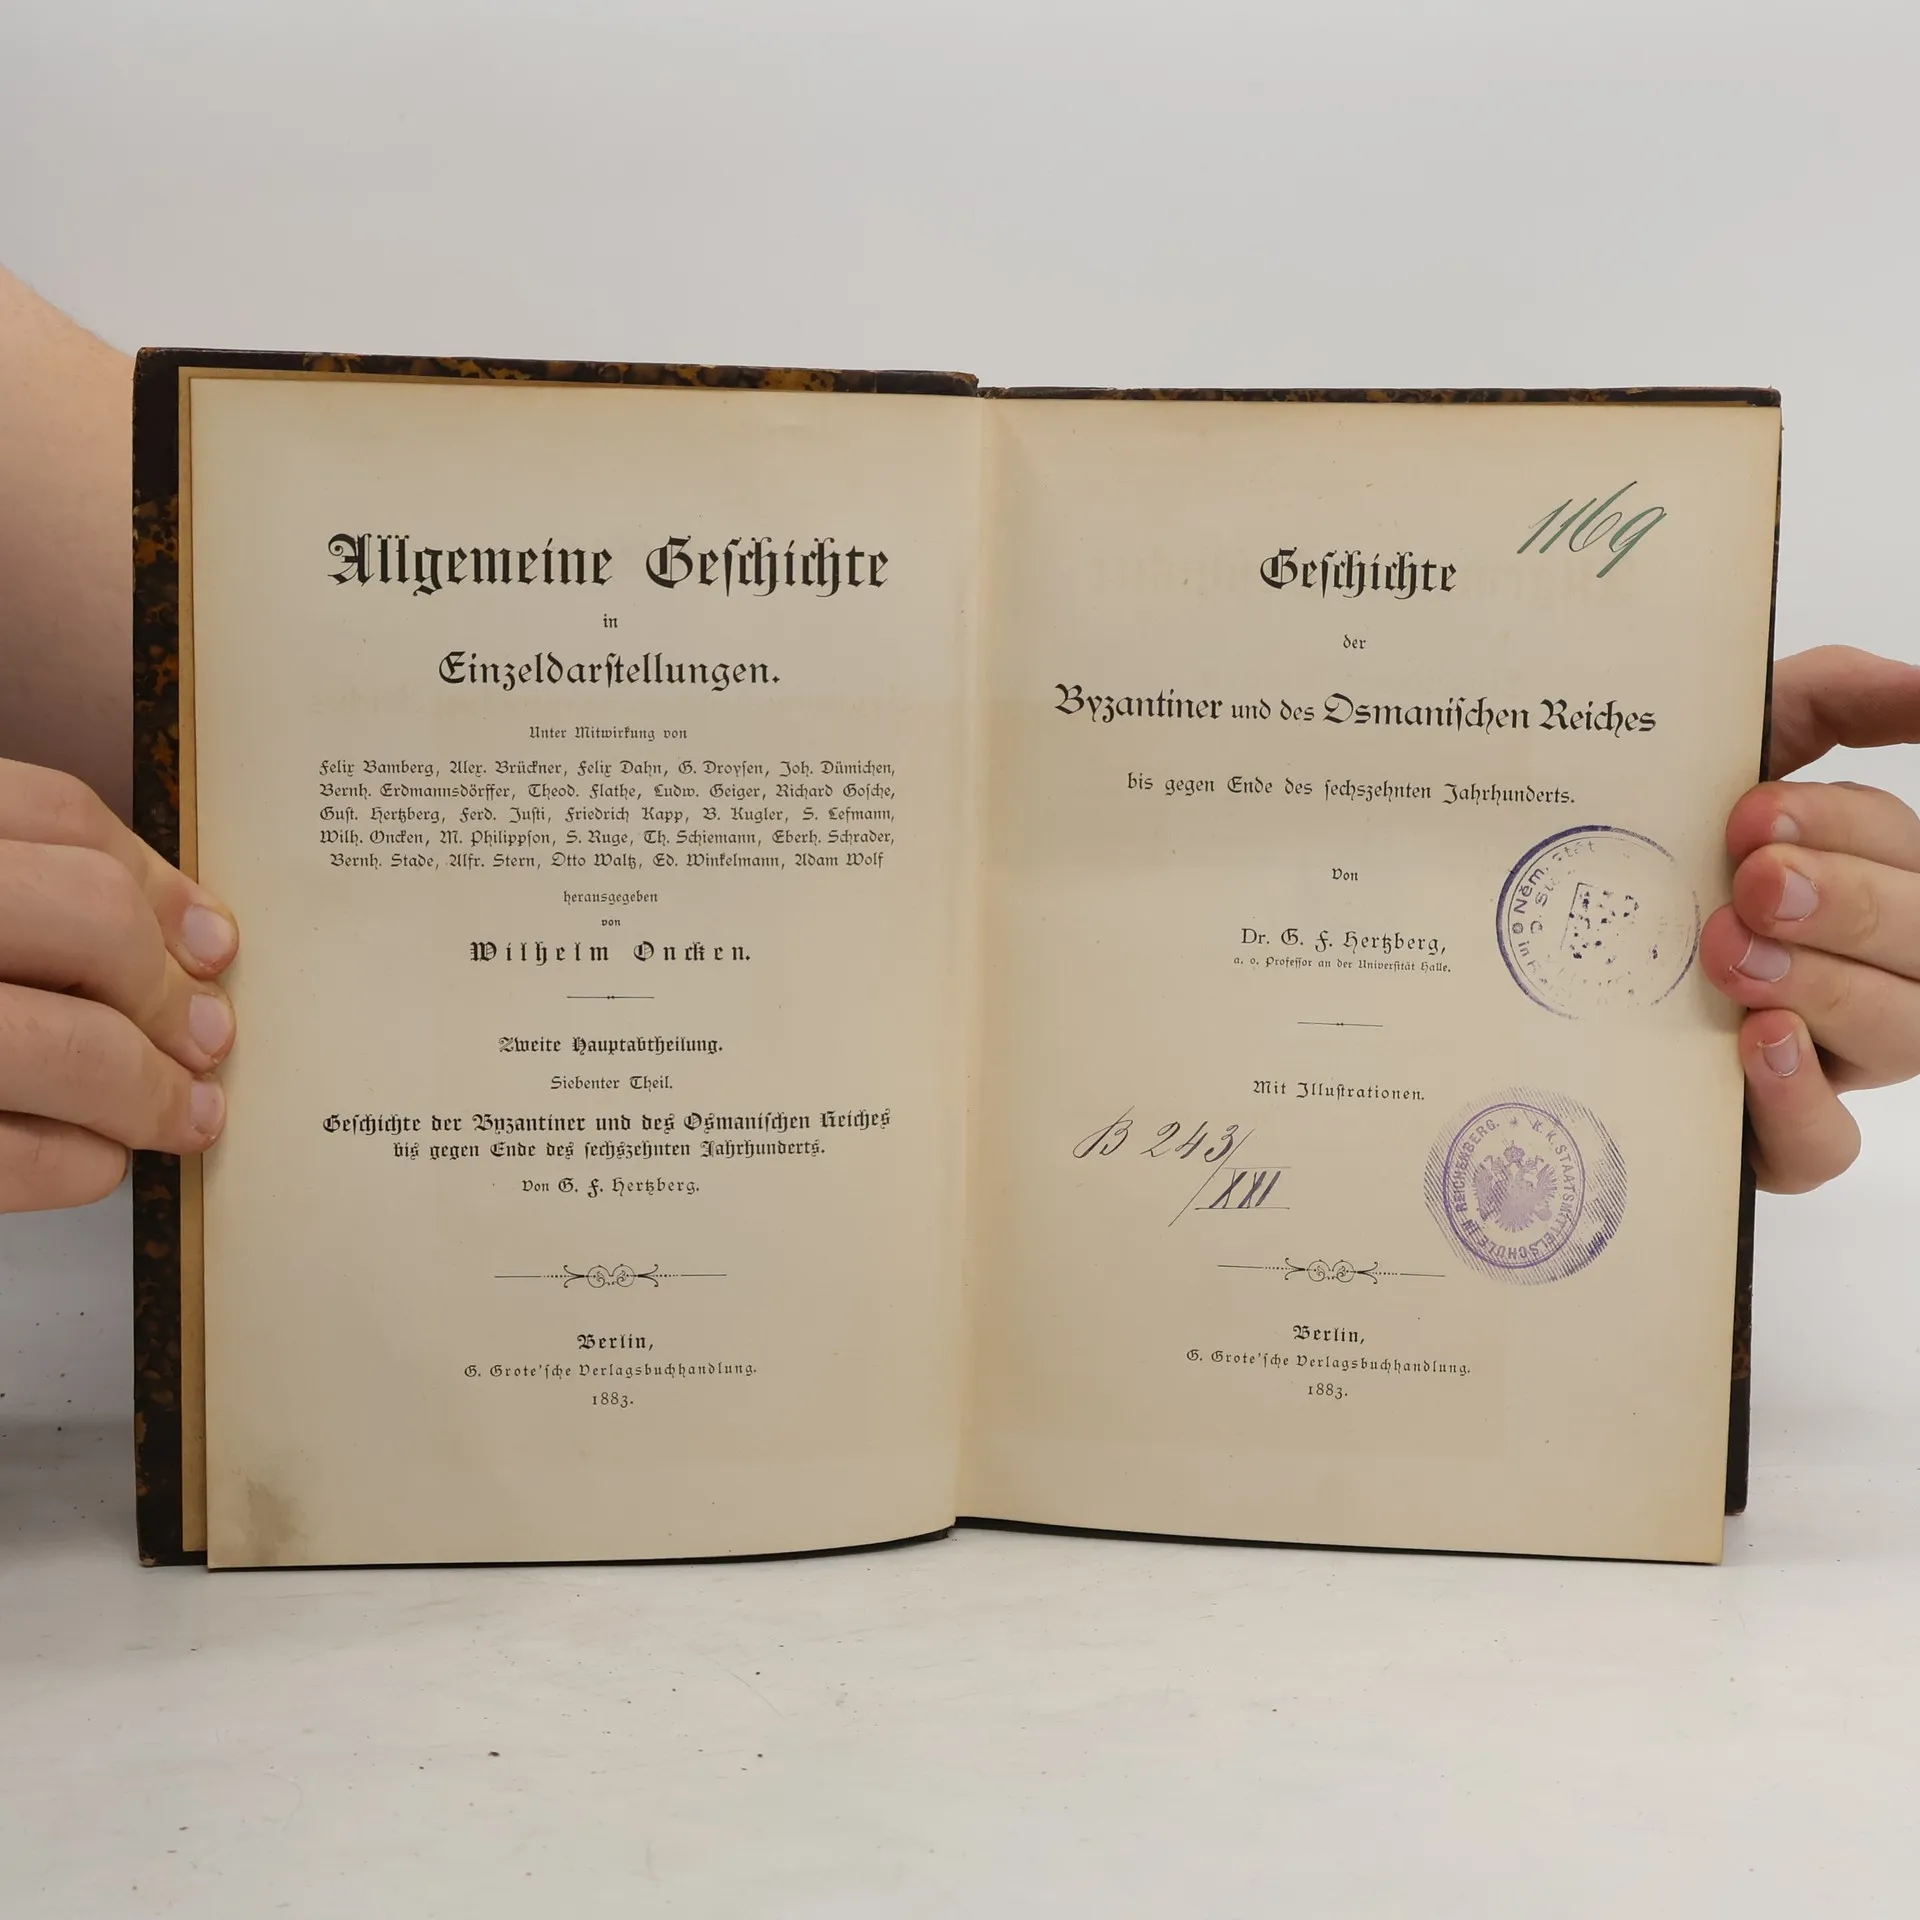 Allgemeine Geschichte
in
Einzeldarstellungen.
Unter Mitwirkung von
Felix Bamberg, Alex. Brückner, Felix Dahn, G. Droysen, Joh. Dümichen,
Bernh. Erdmannsdörffer, Theod. Flathe, Ludw. Geiger, Richard Gosche,
Gust. Hertzberg, Ferd. Justi, Friedrich Kapp, B. Kugler, S. Lefmann,
Wilh. Oncken, M. Philippson, S. Ruge, Th. Schiemann, Eberh. Schrader,
Bernh. Stade, Alfr. Stern, Otto Waltz, Ed. Winkelmann, Adam Wolf
herausgegeben
von
Wilhelm Oncken.
Zweite Hauptabtheilung.
Siebenter Theil.
Geschichte der Byzantiner und des Osmanischen Reiches
bis gegen Ende des sechszehnten Jahrhunderts.
Von G. F. Hertzberg.
Berlin,
G. Grote'sche Verlagsbuchhandlung.
1883.
1169
Geschichte
der
Byzantiner und des Osmanischen Reiches
bis gegen Ende des sechszehnten Jahrhunderts.
Von
Dr. G. F. Hertzberg,
a. o. Professor an der Universität Halle.
Mit Illustrationen.
B 243/
/XXI
K.K. STAATSMITTELSCHULE IN REICHENBERG.
Berlin,
G. Grote'sche Verlagsbuchhandlung.
1883.